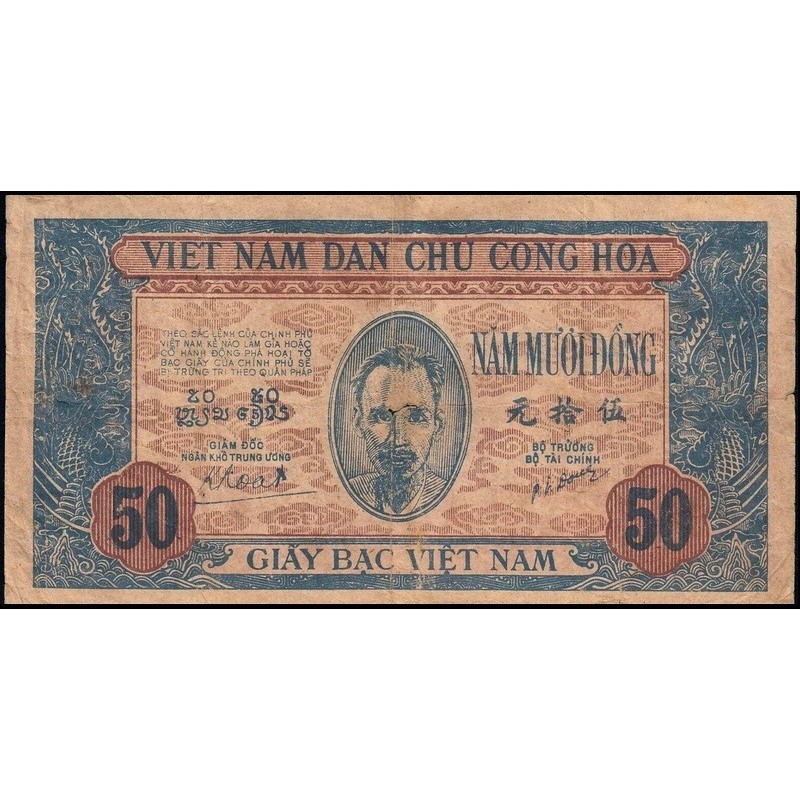 VIET NAM DAN CHU CONG HOA
THEO SẮC LỆNH CỦA CHÍNH PHỦ
VIỆT NAM KẺ NÀO LÀM GIẢ HOẶC
CÓ HÀNH ĐỘNG PHÁ HOẠI TỜ
BẠC GIẤY CỦA CHÍNH PHỦ SẼ
BỊ TRỪNG TRỊ THEO QUÂN PHÁP
GIÁM ĐỐC
NGÂN KHỐ TRUNG ƯƠNG
NĂM MƯƠI ĐỒNG
元拾伍
BỘ TRƯỞNG
BỘ TÀI CHÍNH
50
50
GIẤY BẠC VIỆT NAM